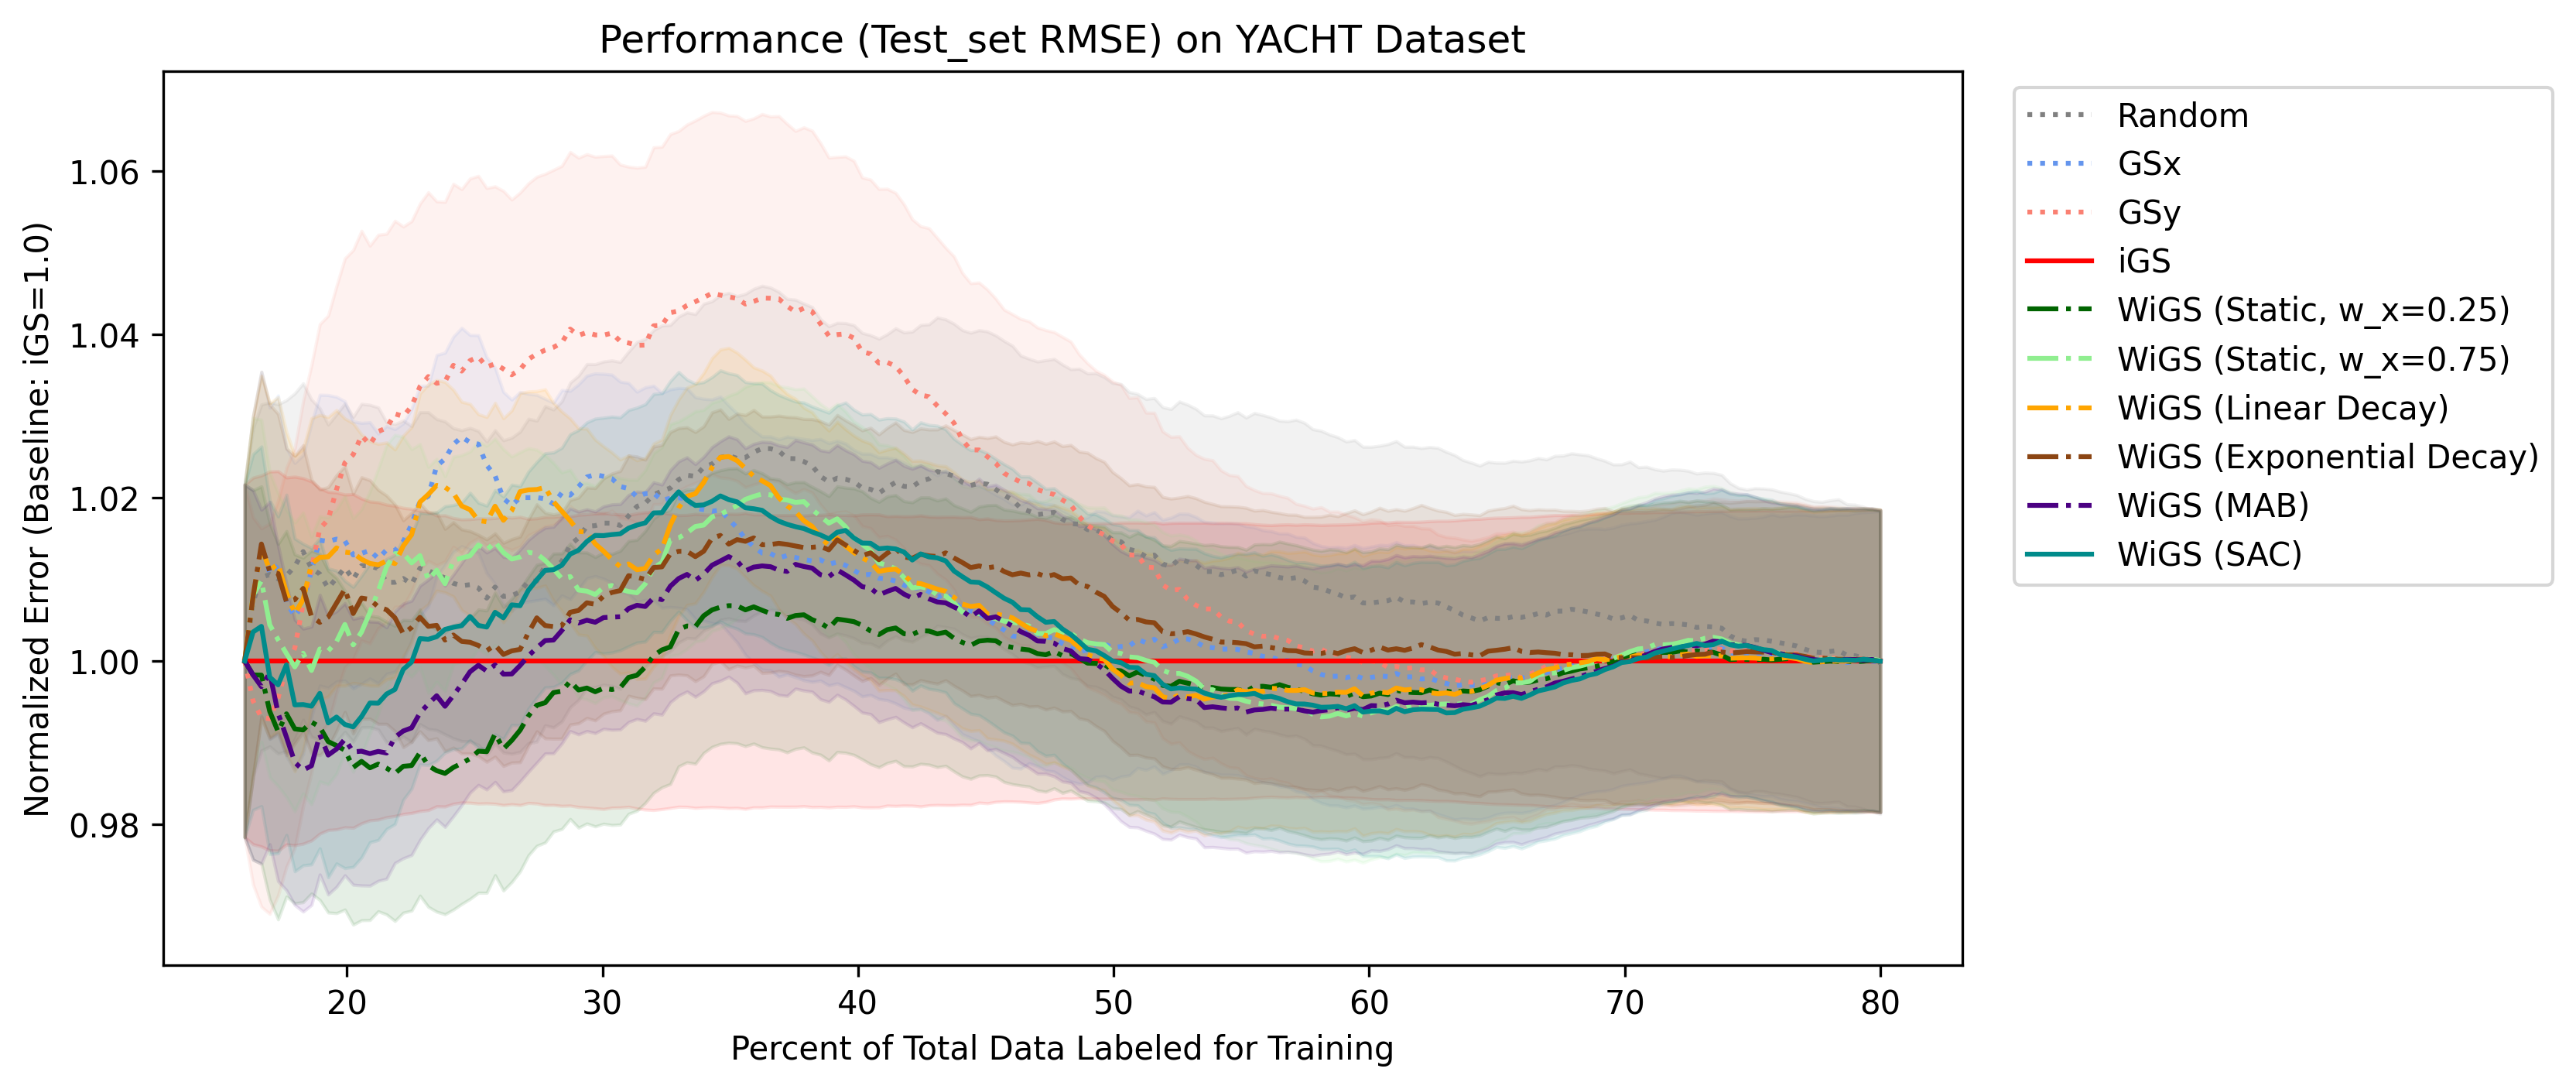 Performance (Test_set RMSE) on YACHT Dataset
Normalized Error (Baseline: iGS=1.0)
1.06
1.04
1.02
1.00
0.98
20 30 40 50 60 70 80
Percent of Total Data Labeled for Training
Random
GSx
GSy
iGS
WiGS (Static, w_x=0.25)
WiGS (Static, w_x=0.75)
WiGS (Linear Decay)
WiGS (Exponential Decay)
WiGS (MAB)
WiGS (SAC)